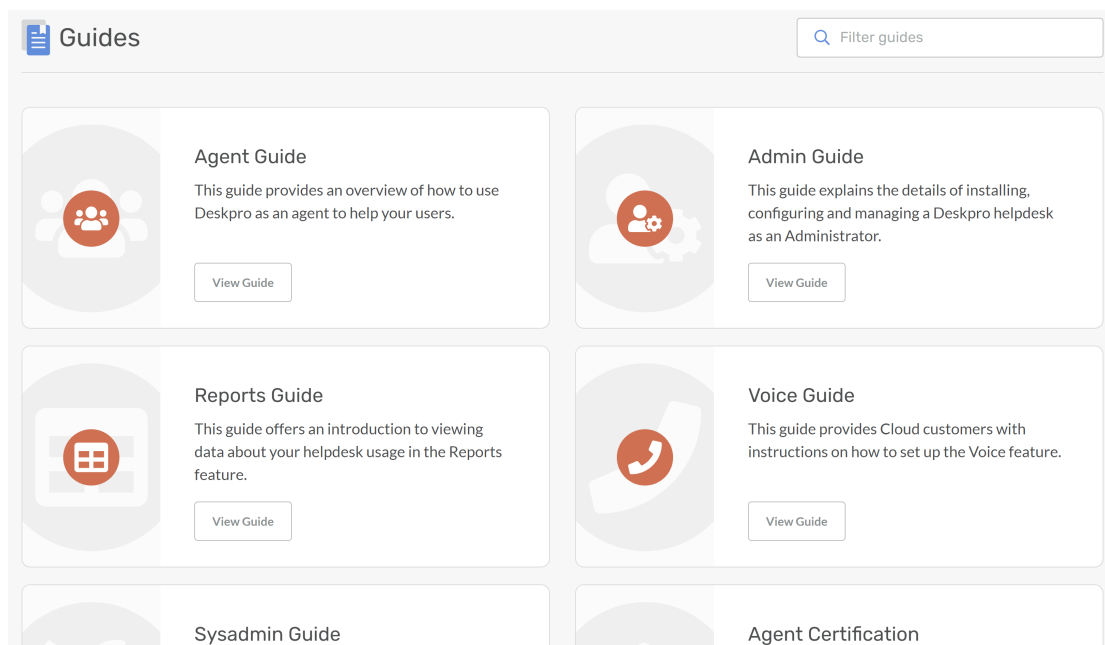 Guides
Filter guides
Agent Guide
This guide provides an overview of how to use
Deskpro as an agent to help your users.
View Guide
Admin Guide
This guide explains the details of installing,
configuring and managing a Deskpro helpdesk
as an Administrator.
View Guide
Reports Guide
This guide offers an introduction to viewing
data about your helpdesk usage in the Reports
feature.
View Guide
Voice Guide
This guide provides Cloud customers with
instructions on how to set up the Voice feature.
View Guide
Sysadmin Guide
Agent Certification